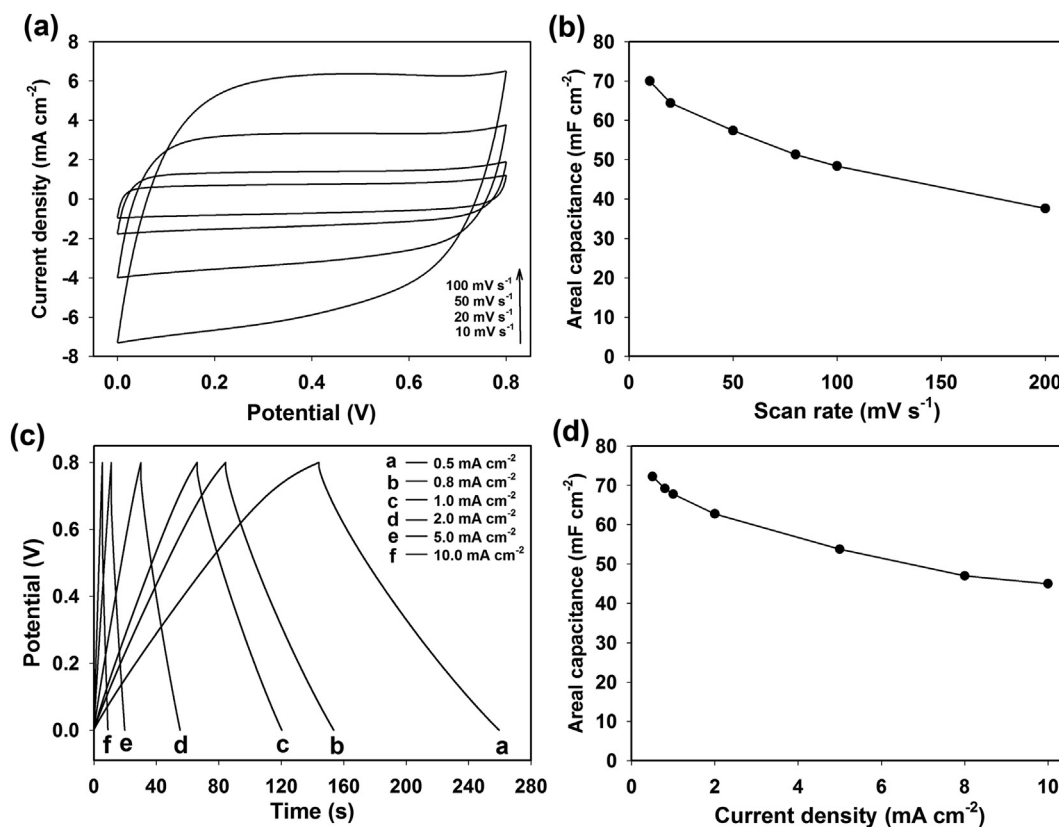 (a)
8
6
4
2
0
-2
-4
-6
-8
Current density (mA cm⁻²)
100 mV s⁻¹
50 mV s⁻¹
20 mV s⁻¹
10 mV s⁻¹
0.0 0.2 0.4 0.6 0.8
Potential (V)
(b)
80
70
60
50
40
30
20
10
0
Areal capacitance (mF cm⁻²)
0 50 100 150 200
Scan rate (mV s⁻¹)
(c)
0.8
0.6
0.4
0.2
0.0
Potential (V)
a — 0.5 mA cm⁻²
b — 0.8 mA cm⁻²
c — 1.0 mA cm⁻²
d — 2.0 mA cm⁻²
e — 5.0 mA cm⁻²
f — 10.0 mA cm⁻²
f e d c b a
0 40 80 120 160 200 240 280
Time (s)
(d)
80
70
60
50
40
30
20
10
0
Areal capacitance (mF cm⁻²)
0 2 4 6 8 10
Current density (mA cm⁻²)